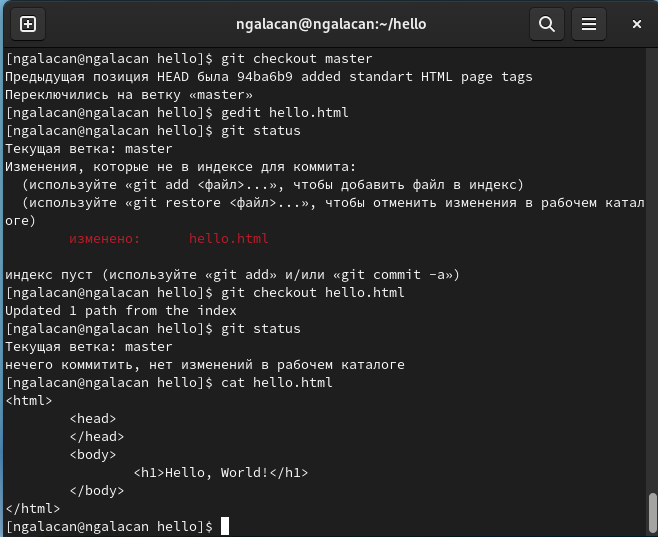 ngalacan@ngalacan:~/hello
[ngalacan@ngalacan hello]$ git checkout master
Предыдущая позиция HEAD была 94ba6b9 added standart HTML page tags
Переключились на ветку «master»
[ngalacan@ngalacan hello]$ gedit hello.html
[ngalacan@ngalacan hello]$ git status
Текущая ветка: master
Изменения, которые не в индексе для коммита:
  (используйте «git add <файл>...», чтобы добавить файл в индекс)
  (используйте «git restore <файл>...», чтобы отменить изменения в рабочем катал
оге)
        изменено:      hello.html

индекс пуст (используйте «git add» и/или «git commit -a»)
[ngalacan@ngalacan hello]$ git checkout hello.html
Updated 1 path from the index
[ngalacan@ngalacan hello]$ git status
Текущая ветка: master
нечего коммитить, нет изменений в рабочем каталоге
[ngalacan@ngalacan hello]$ cat hello.html
<html>
        <head>
        </head>
        <body>
                <h1>Hello, World!</h1>
        </body>
</html>
[ngalacan@ngalacan hello]$